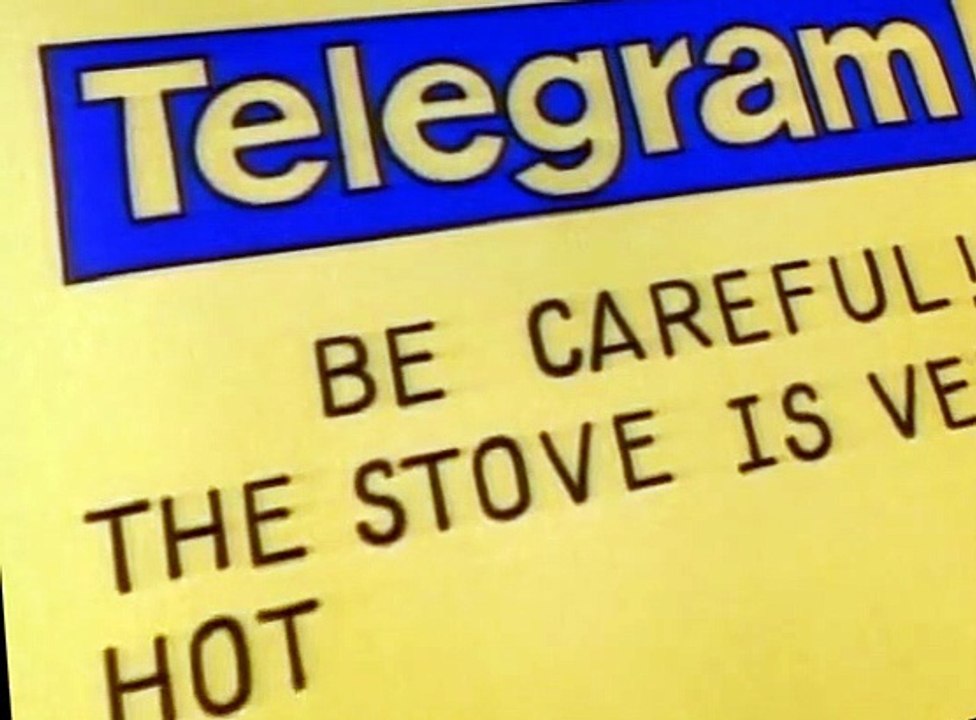 Telegram
BE CAREFUL!
THE STOVE IS VE
HOT